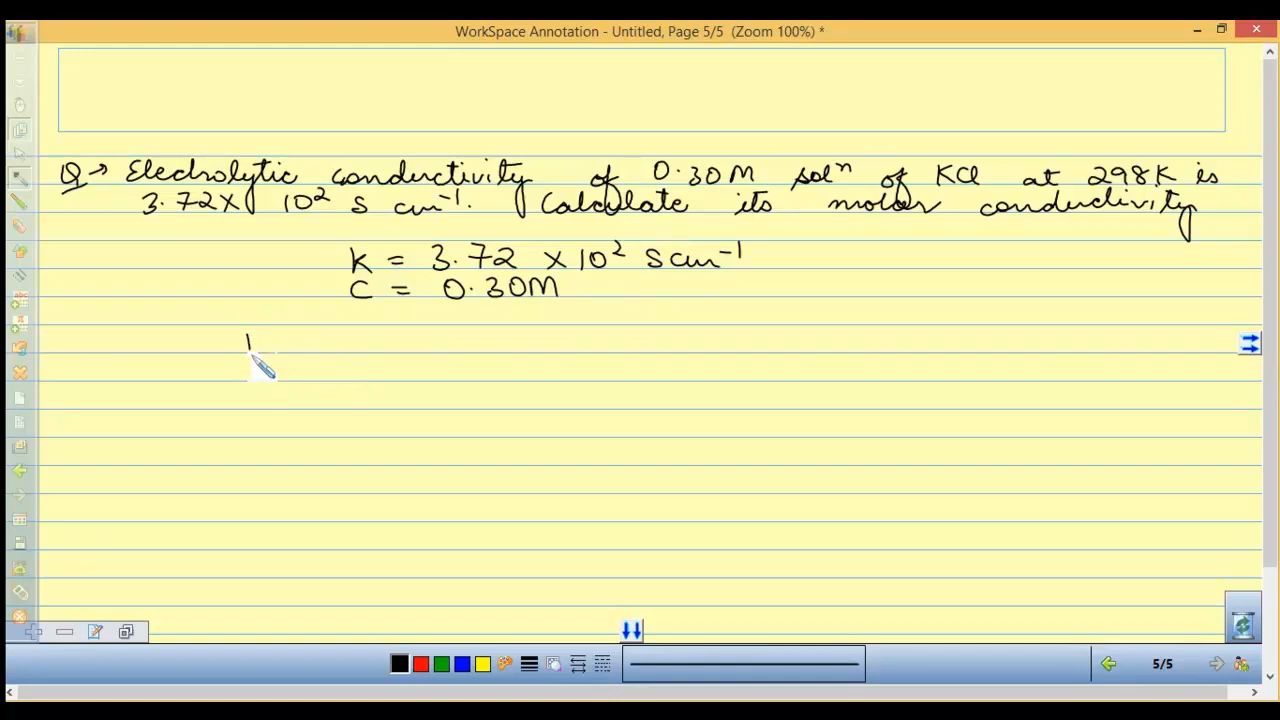 WorkSpace Annotation - Untitled, Page 5/5 (Zoom 100%) *
Q→ Electrolytic conductivity of 0.30M solⁿ of KCl at 298K is
3.72X 10² S cm⁻¹. Calculate its molar conductivity
K = 3.72 X 10² S cm⁻¹
C = 0.30M
5/5